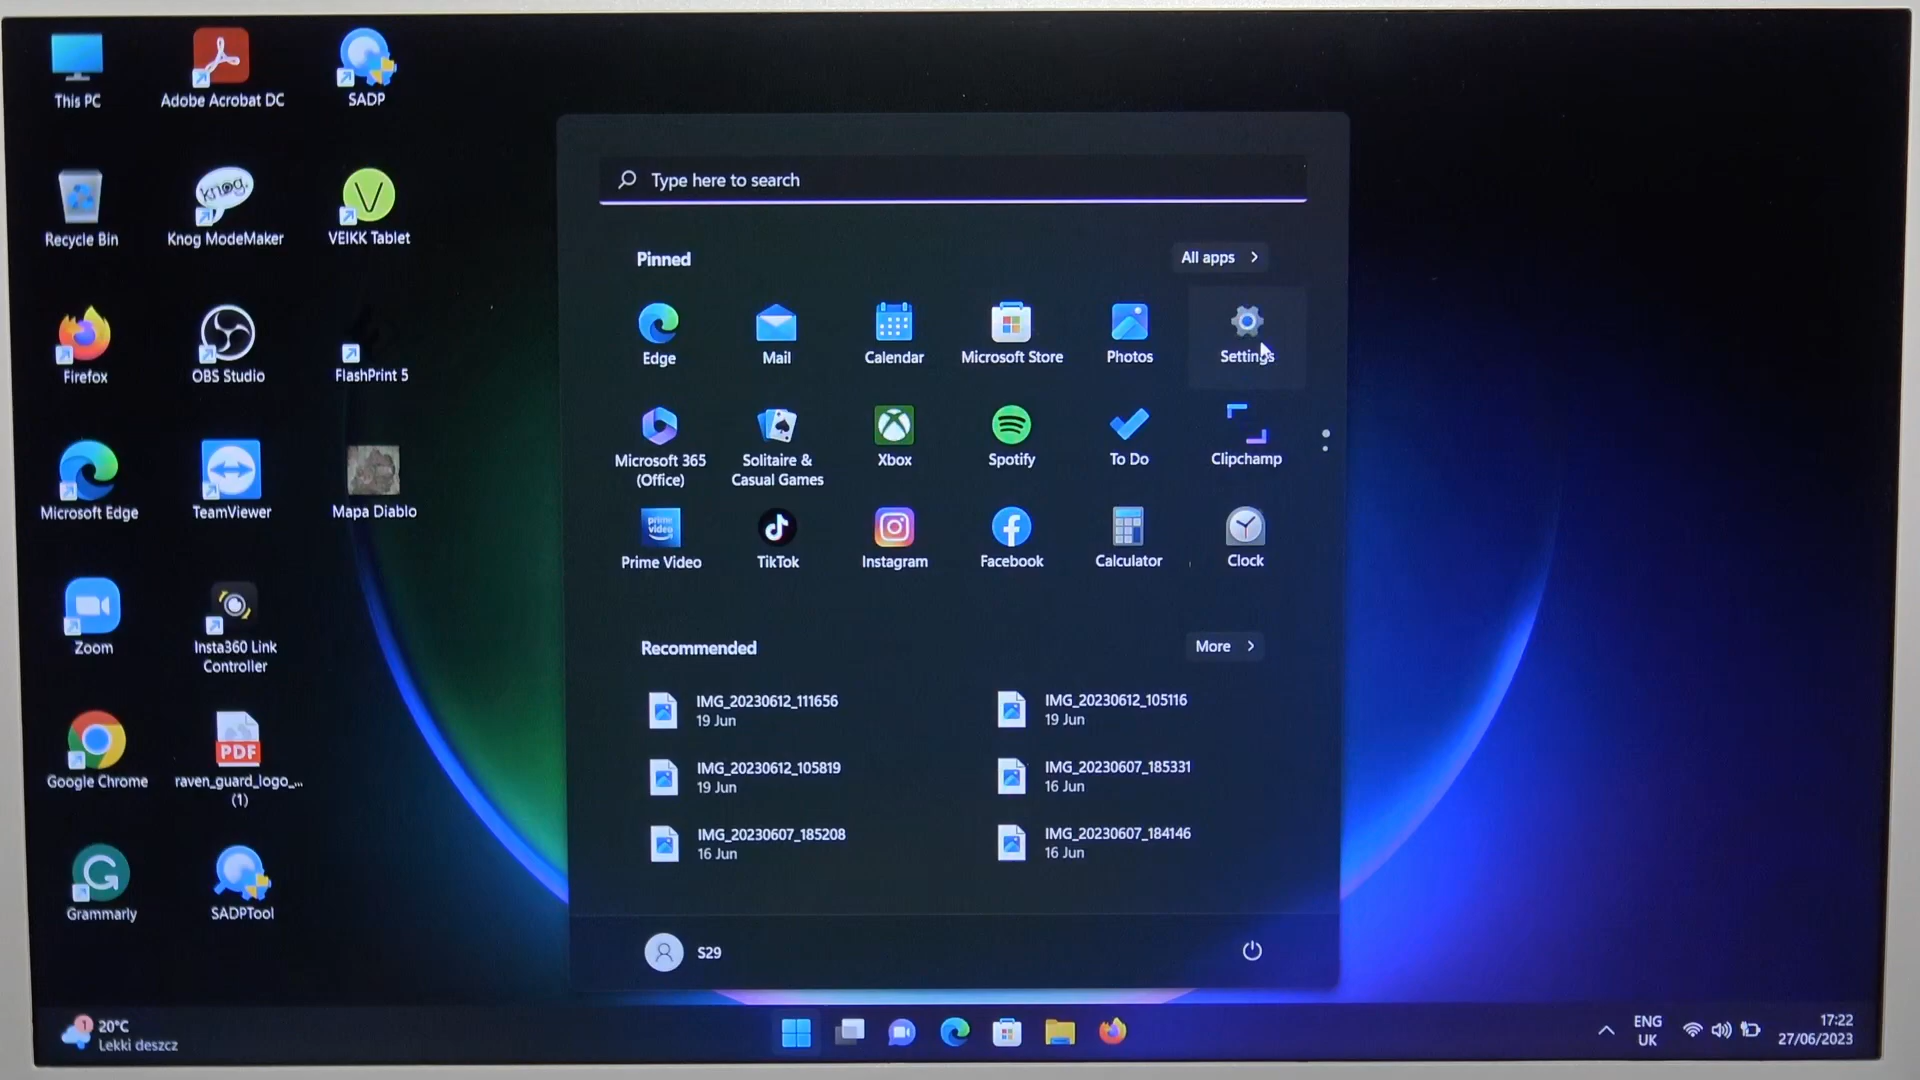 This PC
Adobe Acrobat DC
SADP
Recycle Bin
knog.
Knog ModeMaker
V
VEIKK Tablet
Firefox
OBS Studio
FlashPrint 5
Microsoft Edge
TeamViewer
Mapa Diablo
Zoom
Insta360 Link
Controller
Google Chrome
PDF
raven_guard_logo_...
(1)
G
Grammarly
SADPTool
Type here to search
Pinned
All apps
Edge
Mail
Calendar
Microsoft Store
Photos
Settings
Microsoft 365
(Office)
Solitaire &
Casual Games
Xbox
Spotify
To Do
Clipchamp
prime
video
Prime Video
TikTok
Instagram
Facebook
Calculator
Clock
Recommended
More
IMG_20230612_111656
19 Jun
IMG_20230612_105116
19 Jun
IMG_20230612_105819
19 Jun
IMG_20230607_185331
16 Jun
IMG_20230607_185208
16 Jun
IMG_20230607_184146
16 Jun
S29
1
20°C
Lekki deszcz
ENG
UK
17:22
27/06/2023